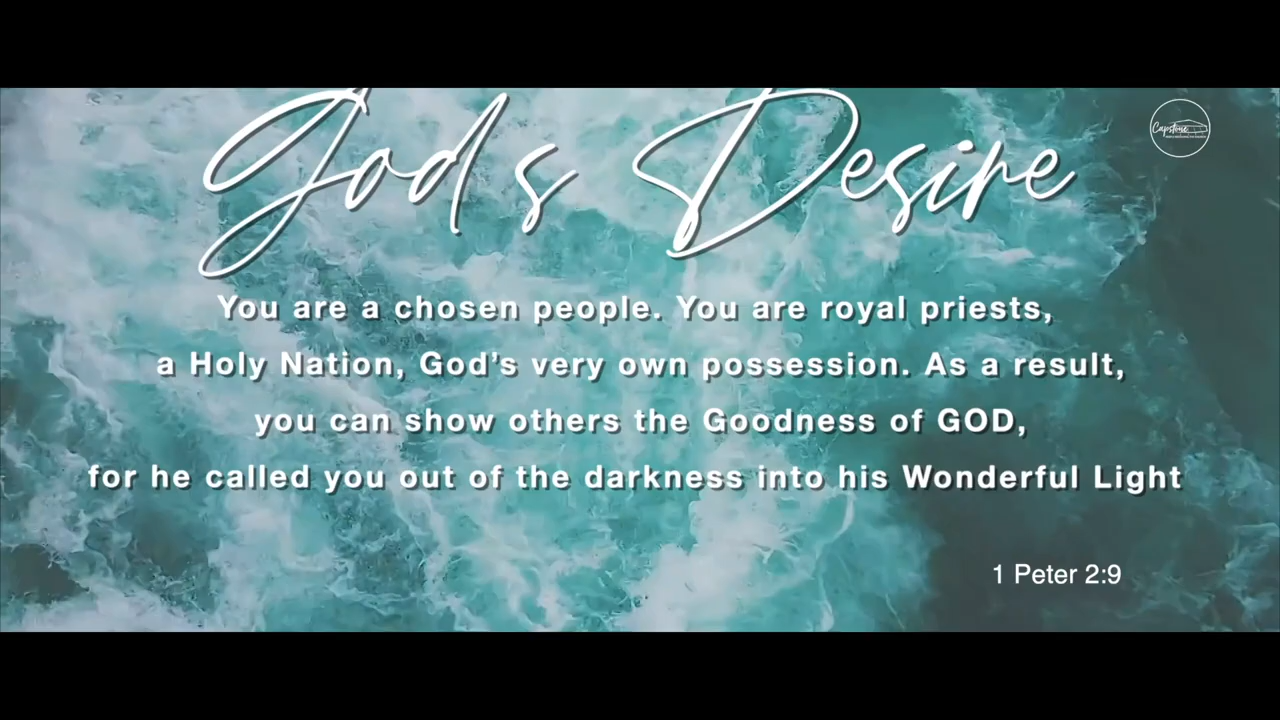 God's Desire
Capstone
You are a chosen people. You are royal priests,
a Holy Nation, God’s very own possession. As a result,
you can show others the Goodness of GOD,
for he called you out of the darkness into his Wonderful Light
1 Peter 2:9